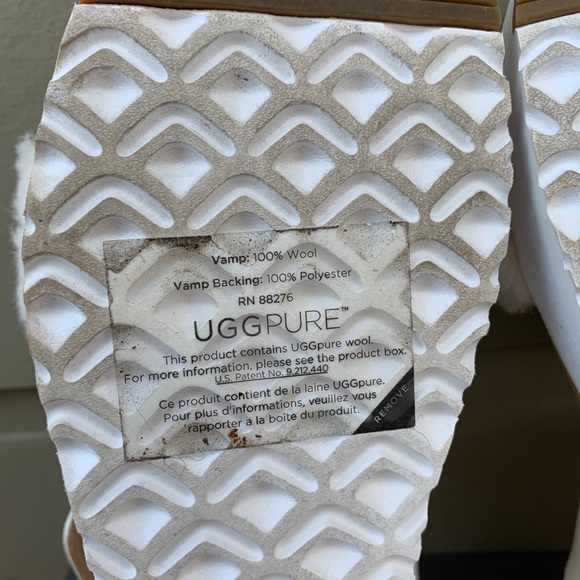 Vamp: 100% Wool
Vamp Backing: 100% Polyester
RN 88276
UGGPURE™
This product contains UGGpure wool.
For more information, please see the product box.
U.S. Patent No. 9,212,440
Ce produit contient de la laine UGGpure.
Pour plus d'informations, veuillez vous
rapporter a la boîte du produit.
REMOVE